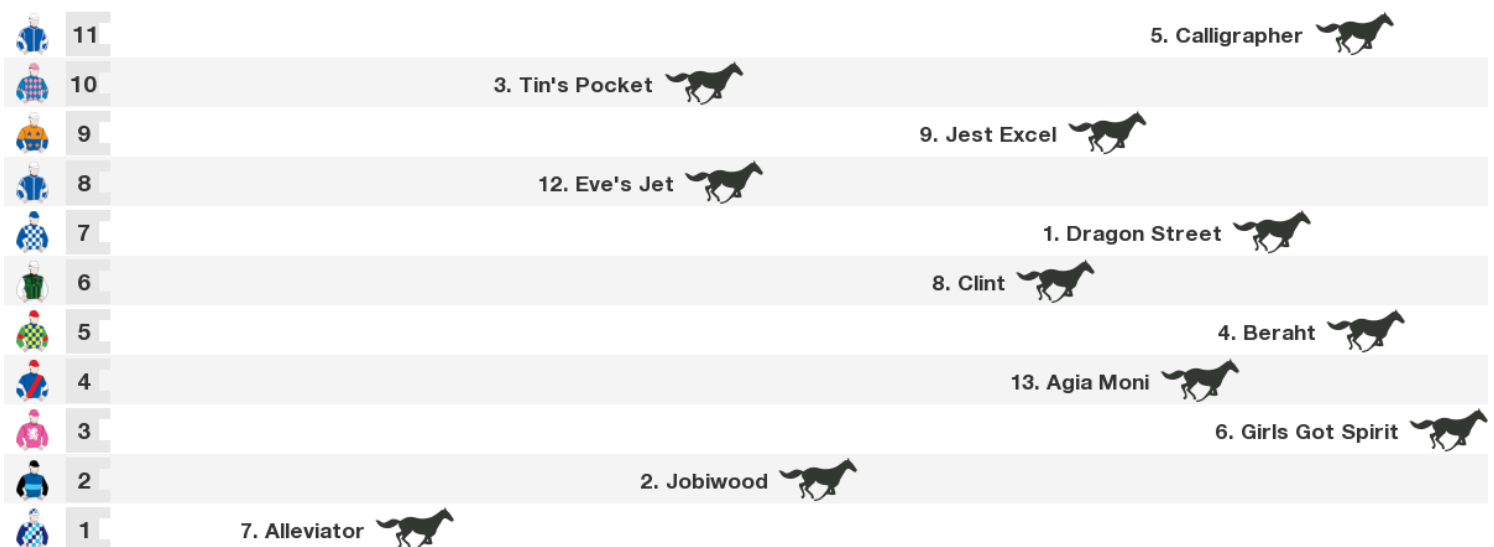 11 5. Calligrapher
10 3. Tin's Pocket
9 9. Jest Excel
8 12. Eve's Jet
7 1. Dragon Street
6 8. Clint
5 4. Beraht
4 13. Agia Moni
3 6. Girls Got Spirit
2 2. Jobiwood
1 7. Alleviator